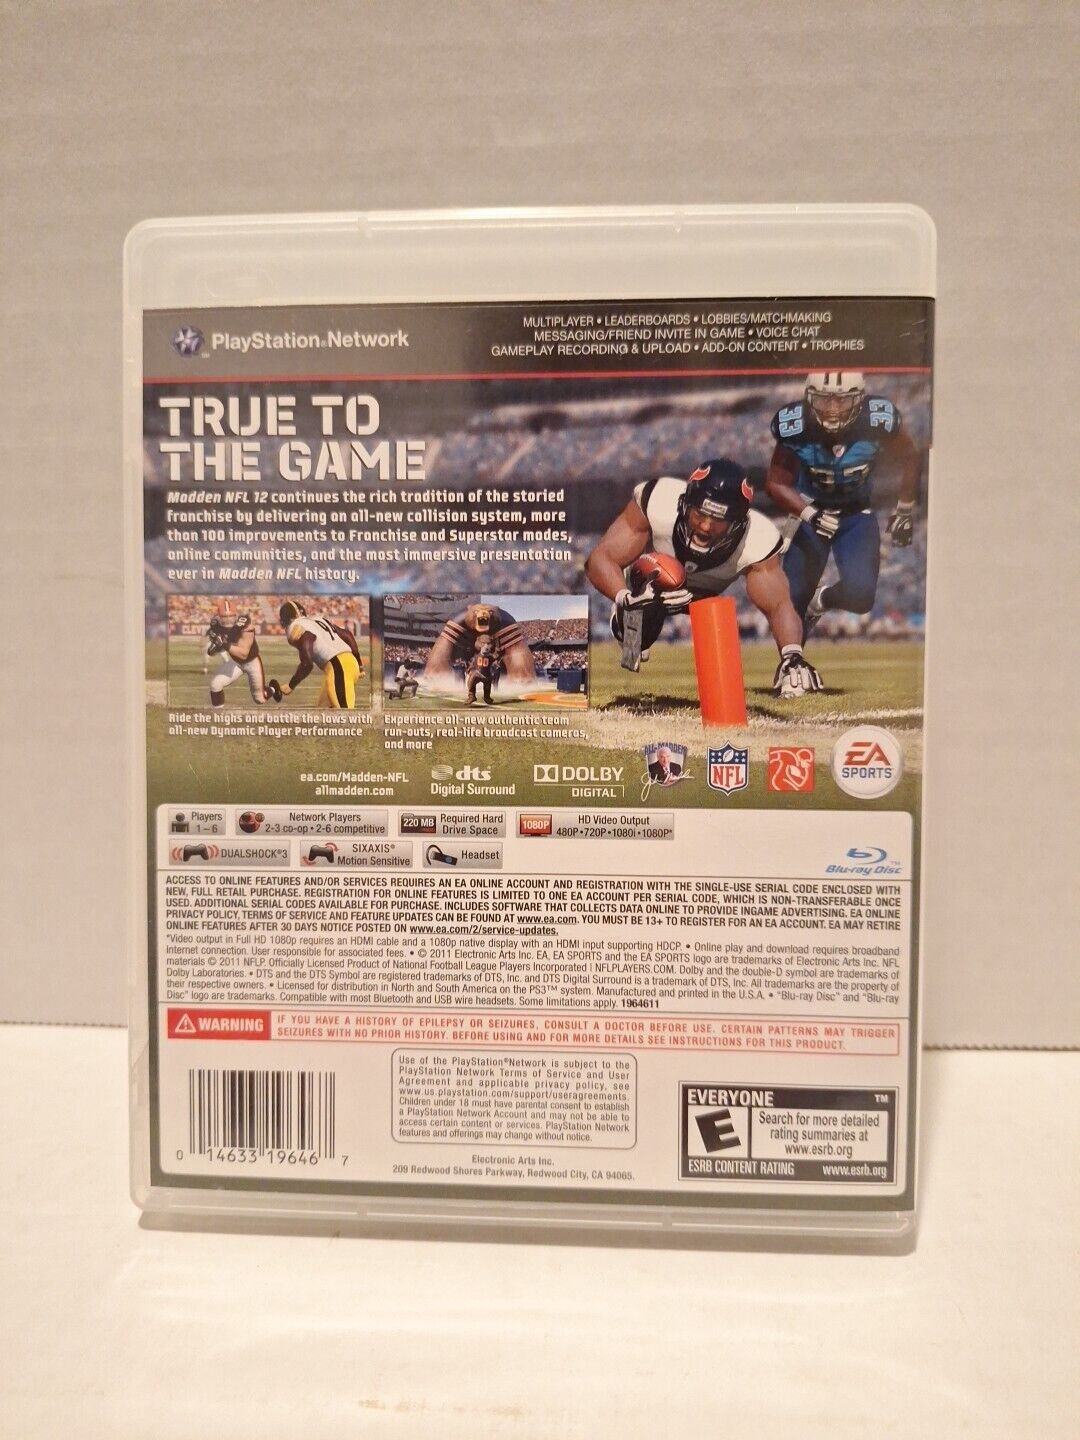 PlayStation®Network
MULTIPLAYER • LEADERBOARDS • LOBBIES/MATCHMAKING
MESSAGING/FRIEND INVITE IN GAME • VOICE CHAT
GAMEPLAY RECORDING & UPLOAD • ADD-ON CONTENT • TROPHIES
TRUE TO
THE GAME
Madden NFL 12 continues the rich tradition of the storied
franchise by delivering an all-new collision system, more
than 100 improvements to Franchise and Superstar modes,
online communities, and the most immersive presentation
ever in Madden NFL history.
33 33
Ride the highs and battle the lows with
all-new Dynamic Player Performance
Experience all-new authentic team
run-outs, real-life broadcast cameras,
and more
ea.com/Madden-NFL
allmadden.com
dts
Digital Surround
DOLBY
DIGITAL
ALL-MADDEN
NFL
EA
SPORTS
Players
1-6
Network Players
2-3 co-op • 2-6 competitive
220 MB
Required Hard
Drive Space
1080P
HD Video Output
480P•720P•1080i•1080P*
DUALSHOCK®3
SIXAXIS®
Motion Sensitive
Headset
Blu-ray Disc™
ACCESS TO ONLINE FEATURES AND/OR SERVICES REQUIRES AN EA ONLINE ACCOUNT AND REGISTRATION WITH THE SINGLE-USE SERIAL CODE ENCLOSED WITH
NEW, FULL RETAIL PURCHASE. REGISTRATION FOR ONLINE FEATURES IS LIMITED TO ONE EA ACCOUNT PER SERIAL CODE, WHICH IS NON-TRANSFERABLE ONCE
USED. ADDITIONAL SERIAL CODES AVAILABLE FOR PURCHASE. INCLUDES SOFTWARE THAT COLLECTS DATA ONLINE TO PROVIDE INGAME ADVERTISING. EA ONLINE
PRIVACY POLICY, TERMS OF SERVICE AND FEATURE UPDATES CAN BE FOUND AT www.ea.com. YOU MUST BE 13+ TO REGISTER FOR AN EA ACCOUNT. EA MAY RETIRE
ONLINE FEATURES AFTER 30 DAYS NOTICE POSTED ON www.ea.com/2/service-updates.
*Video output in Full HD 1080p requires an HDMI cable and a 1080p native display with an HDMI input supporting HDCP. • Online play and download requires broadband
Internet connection. User responsible for associated fees. • © 2011 Electronic Arts Inc. EA, EA SPORTS and the EA SPORTS logo are trademarks of Electronic Arts Inc. NFL
materials © 2011 NFLP. Officially Licensed Product of National Football League Players Incorporated | NFLPLAYERS.COM. Dolby and the double-D symbol are trademarks of
Dolby Laboratories. • DTS and the DTS Symbol are registered trademarks of DTS, Inc. and DTS Digital Surround is a trademark of DTS, Inc. All trademarks are the property of
their respective owners. • Licensed for distribution in North and South America on the PS3™ system. Manufactured and printed in the U.S.A. • "Blu-ray Disc" and "Blu-ray
Disc" logo are trademarks. Compatible with most Bluetooth and USB wire headsets. Some limitations apply. 1964611
WARNING
IF YOU HAVE A HISTORY OF EPILEPSY OR SEIZURES, CONSULT A DOCTOR BEFORE USE. CERTAIN PATTERNS MAY TRIGGER
SEIZURES WITH NO PRIOR HISTORY. BEFORE USING AND FOR MORE DETAILS SEE INSTRUCTIONS FOR THIS PRODUCT.
Use of the PlayStation®Network is subject to the
PlayStation Network Terms of Service and User
Agreement and applicable privacy policy, see
www.us.playstation.com/support/useragreements.
Children under 18 must have parental consent to establish
a PlayStation Network Account and may not be able to
access certain content or services. PlayStation Network
features and offerings may change without notice.
Electronic Arts Inc.
209 Redwood Shores Parkway, Redwood City, CA 94065.
0 14633 19646 7
EVERYONE ™
E
Search for more detailed
rating summaries at
www.esrb.org
ESRB CONTENT RATING www.esrb.org